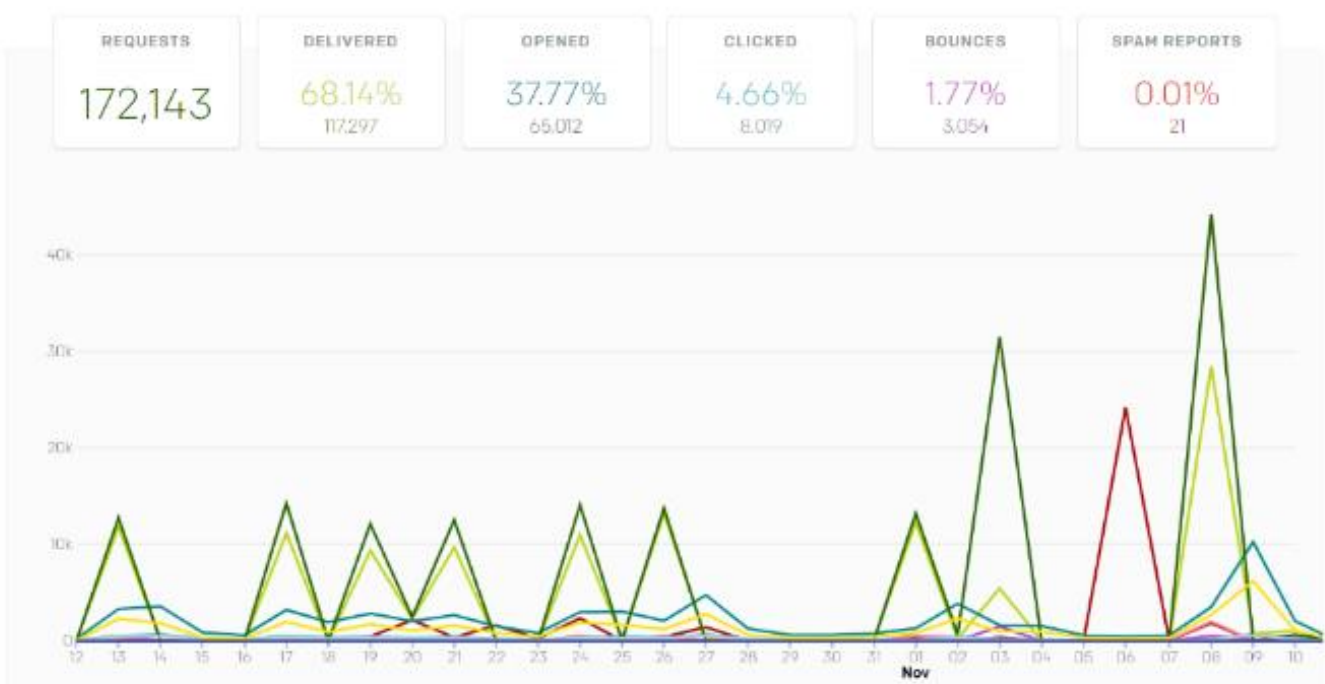 REQUESTS DELIVERED OPENED CLICKED BOUNCES SPAM REPORTS
172,143 68.14% 37.77% 4.66% 1.77% 0.01%
117.297 65.012 8.019 3.054 21
40k
30k
20k
10k
0
12 13 14 15 16 17 18 19 20 21 22 23 24 25 26 27 28 29 30 31 01 02 03 04 05 06 07 08 09 10
Nov